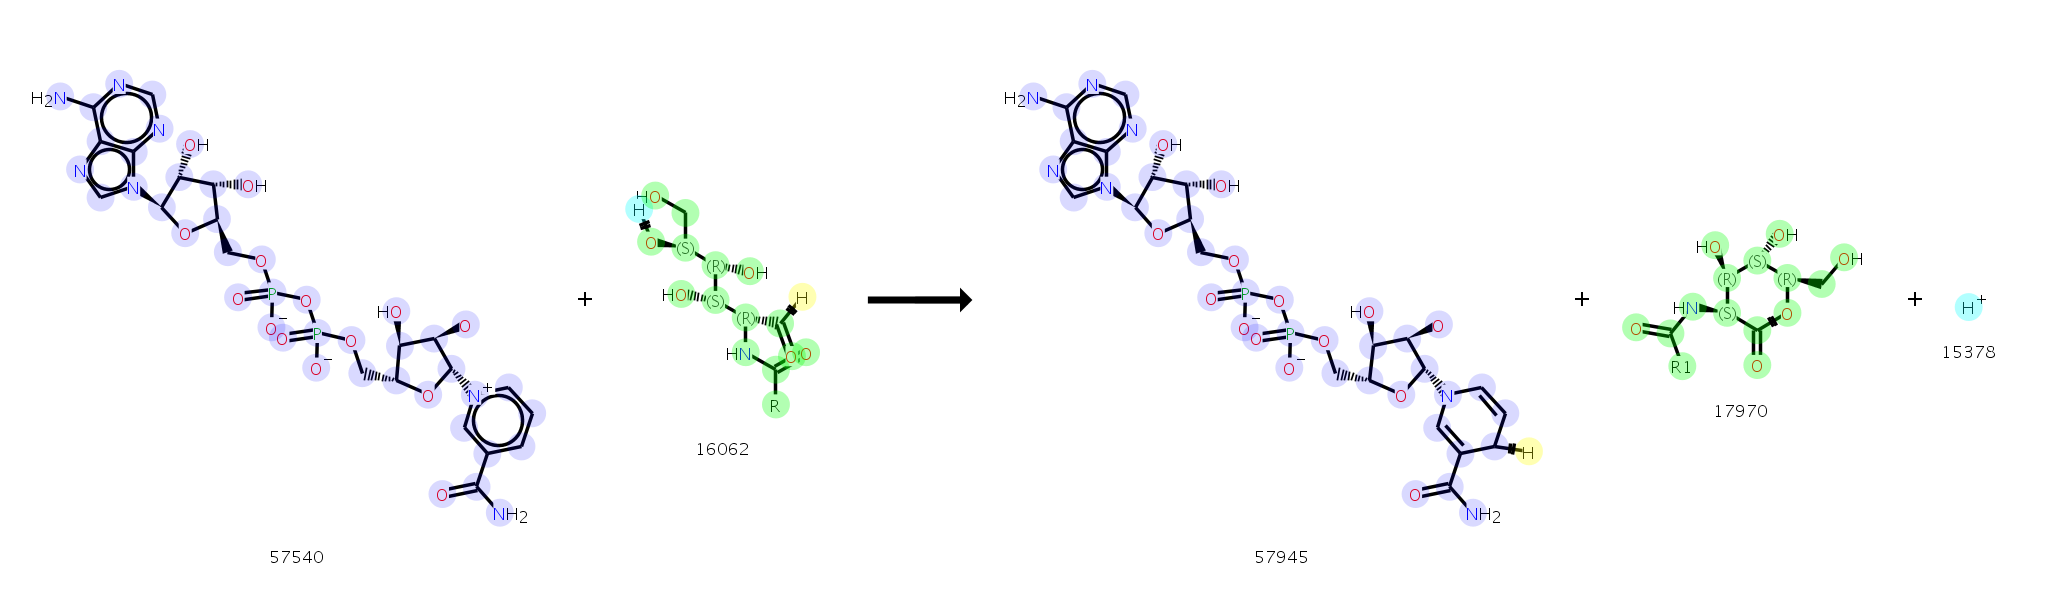 H2N N N N N
OH OH O O
O P O O O− O P O O−
HO O O N+
O NH2
57540
+
HO H O (S) (R) OH
HO (S) (R) H
HN O O R
16062
H2N N N N N
OH OH O O
O P O O O− O P O O−
HO O O N
H
O NH2
57945
+
HO OH OH
(R) (S) (R)
HN (S) O
O R1 O
17970
+
H+
15378